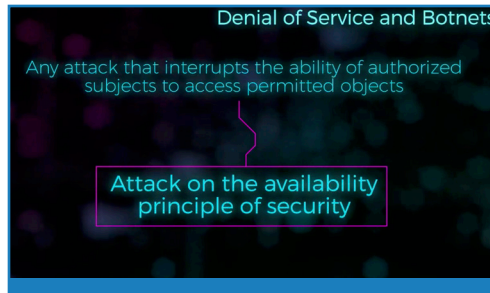 Denial of Service and Botnets
Any attack that interrupts the ability of authorized
subjects to access permitted objects
Attack on the availability
principle of security